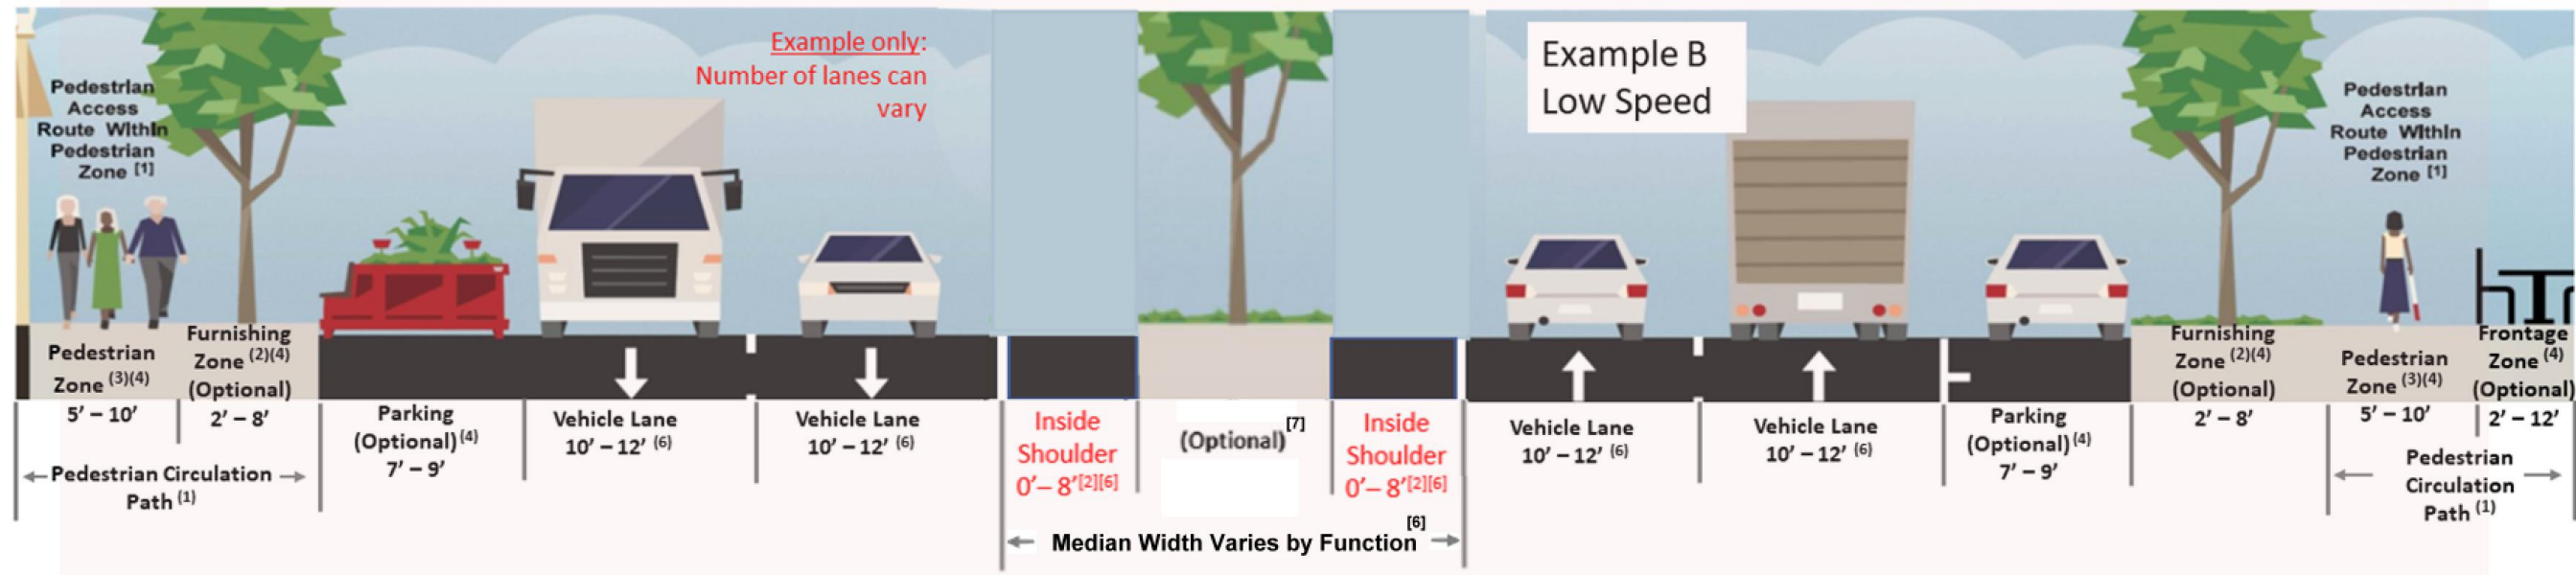 Pedestrian
Access
Route Within
Pedestrian
Zone [1]
Example only:
Number of lanes can
vary
Example B
Low Speed
Pedestrian
Access
Route Within
Pedestrian
Zone [1]
Pedestrian
Zone (3)(4)
5’ – 10’
Furnishing
Zone (2)(4)
(Optional)
2’ – 8’
Pedestrian Circulation
Path (1)
Parking
(Optional) (4)
7’ – 9’
Vehicle Lane
10’ – 12’ (6)
Vehicle Lane
10’ – 12’ (6)
Inside
Shoulder
0’– 8’[2][6]
(Optional) [7]
Inside
Shoulder
0’– 8’[2][6]
Median Width Varies by Function [6]
Vehicle Lane
10’ – 12’ (6)
Vehicle Lane
10’ – 12’ (6)
Parking
(Optional) (4)
7’ – 9’
Furnishing
Zone (2)(4)
(Optional)
2’ – 8’
Pedestrian
Zone (3)(4)
5’ – 10’
Frontage
Zone (4)
(Optional)
2’ – 12’
Pedestrian
Circulation
Path (1)